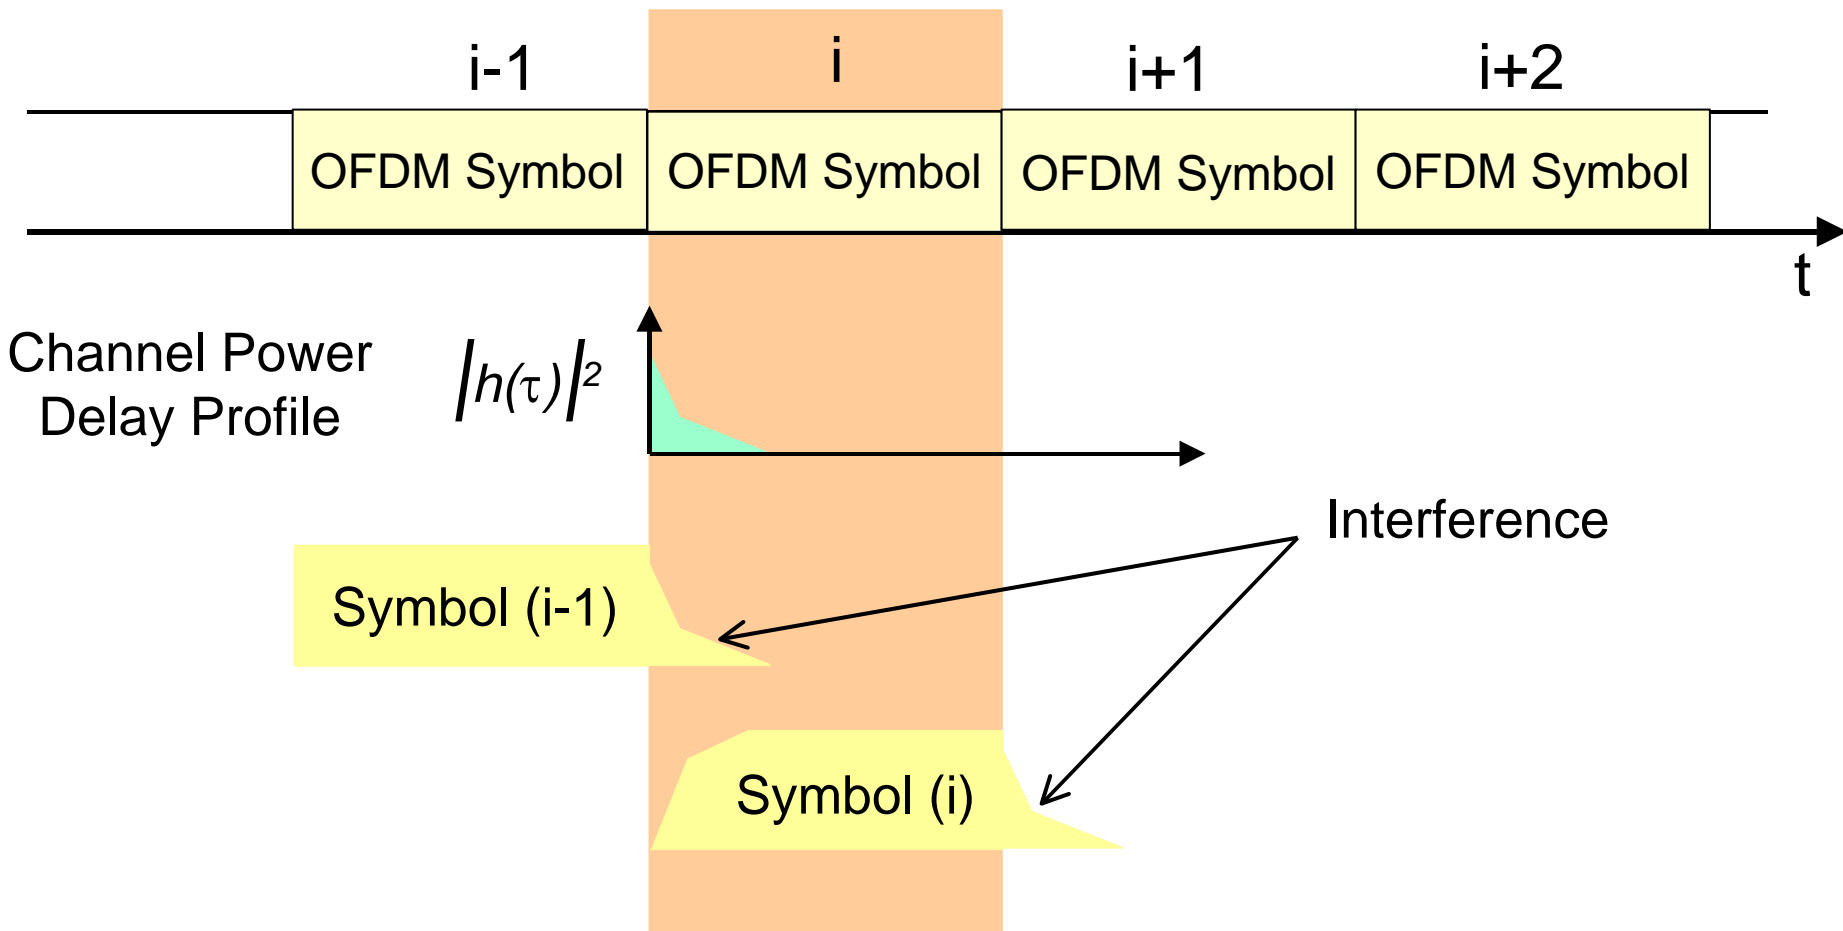 i-1 i i+1 i+2
OFDM Symbol OFDM Symbol OFDM Symbol OFDM Symbol
t
Channel Power
Delay Profile
|h(τ)|²
Interference
Symbol (i-1)
Symbol (i)